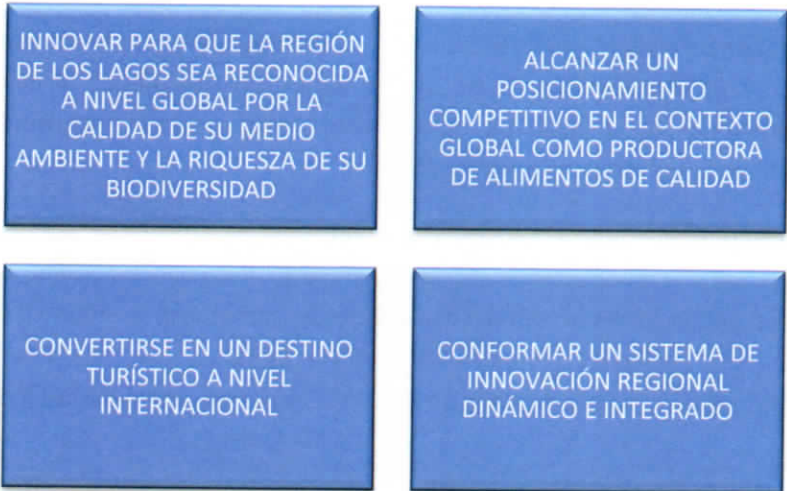 INNOVAR PARA QUE LA REGIÓN
DE LOS LAGOS SEA RECONOCIDA
A NIVEL GLOBAL POR LA
CALIDAD DE SU MEDIO
AMBIENTE Y LA RIQUESZA DE SU
BIODIVERSIDAD
ALCANZAR UN
POSICIONAMIENTO
COMPETITIVO EN EL CONTEXTO
GLOBAL COMO PRODUCTORA
DE ALIMENTOS DE CALIDAD
CONVERTIRSE EN UN DESTINO
TURÍSTICO A NIVEL
INTERNACIONAL
CONFORMAR UN SISTEMA DE
INNOVACIÓN REGIONAL
DINÁMICO E INTEGRADO